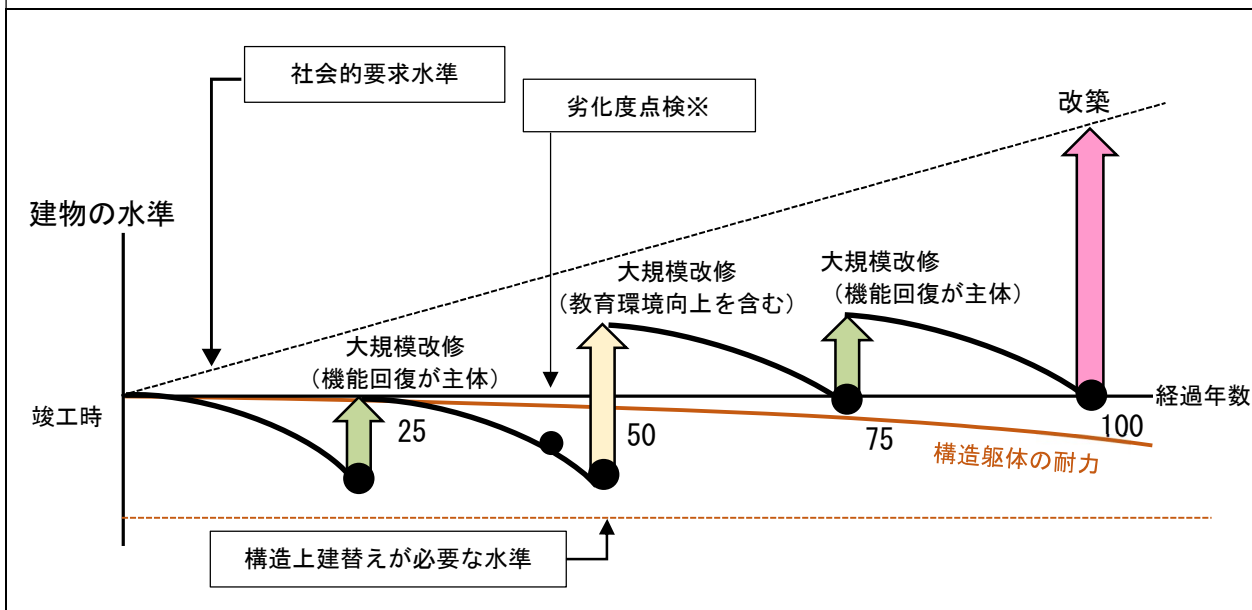 社会的要求水準
劣化度点検※
改築
建物の水準
大規模改修
（教育環境向上を含む）
大規模改修
（機能回復が主体）
大規模改修
（機能回復が主体）
竣工時
経過年数
25
50
75
100
構造躯体の耐力
構造上建替えが必要な水準